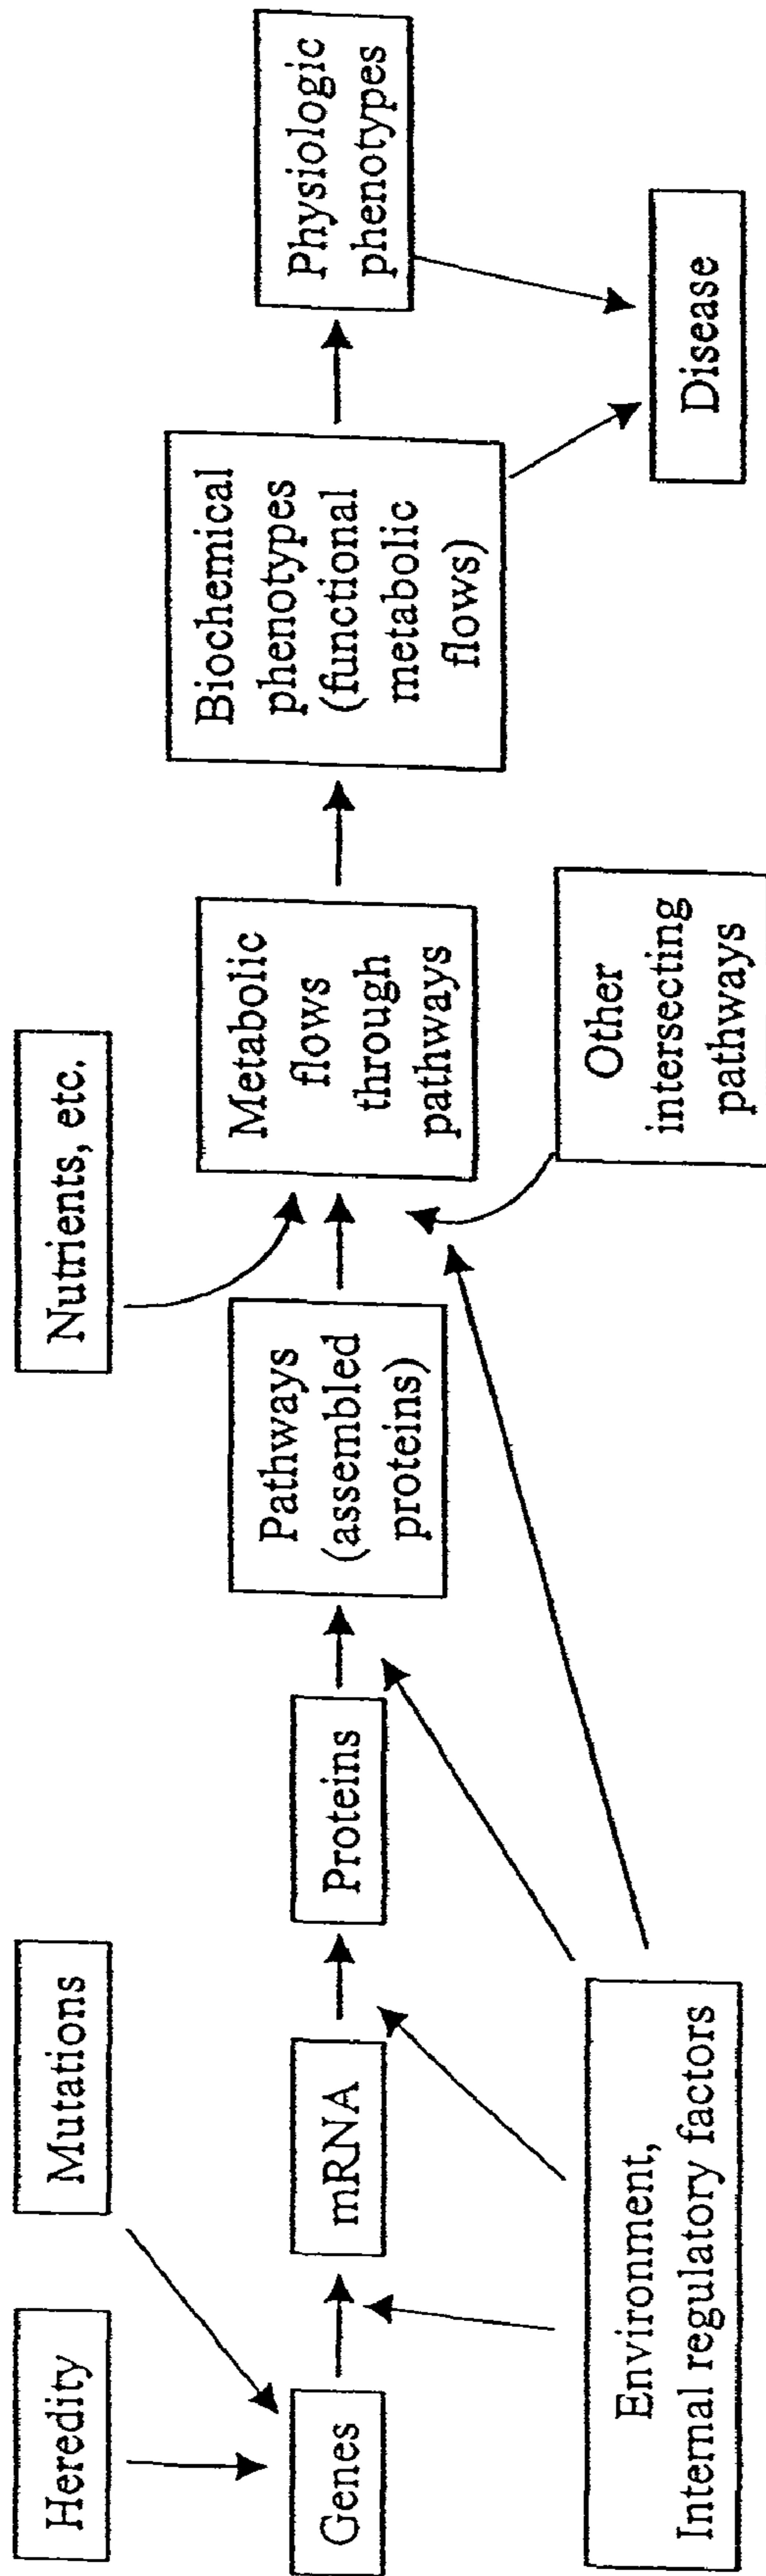 Heredity
Mutations
Nutrients, etc.
Genes
mRNA
Proteins
Pathways
(assembled
proteins)
Metabolic
flows
through
pathways
Biochemical
phenotypes
(functional
metabolic
flows)
Physiologic
phenotypes
Environment,
Internal regulatory factors
Other
intersecting
pathways
Disease